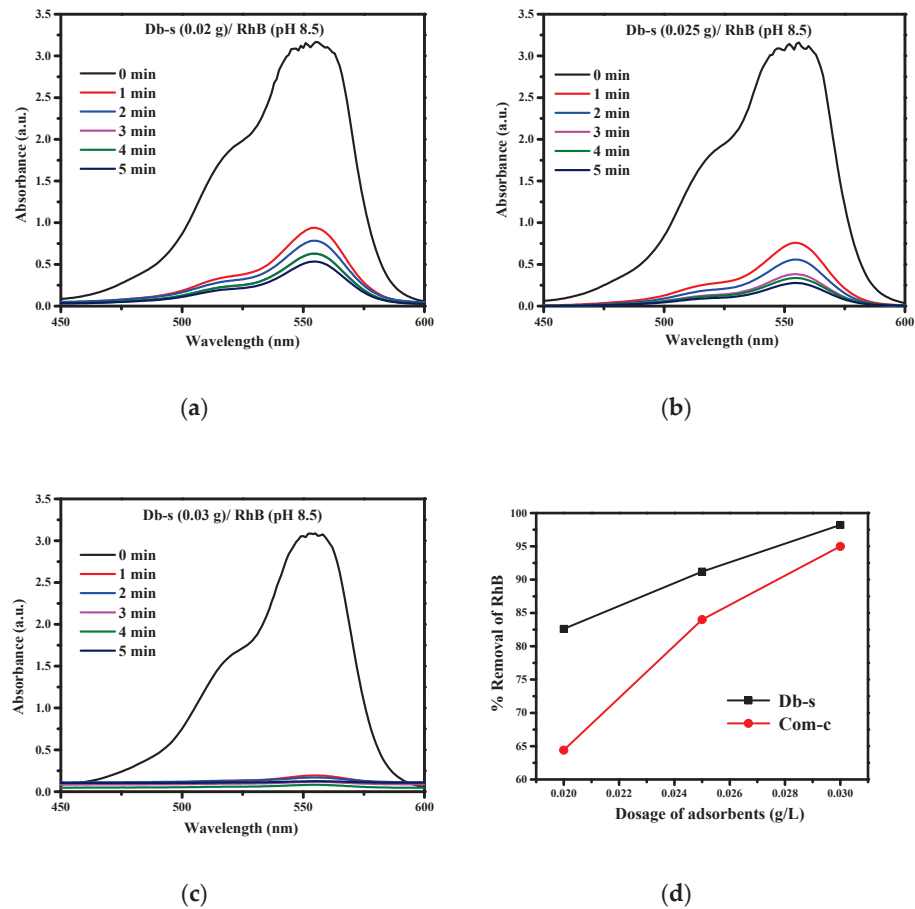 Db-s (0.02 g)/ RhB (pH 8.5)
0 min
1 min
2 min
3 min
4 min
5 min
Absorbance (a.u.)
3.5
3.0
2.5
2.0
1.5
1.0
0.5
0.0
450 500 550 600
Wavelength (nm)
(a)
Db-s (0.025 g)/ RhB (pH 8.5)
0 min
1 min
2 min
3 min
4 min
5 min
Absorbance (a.u.)
3.5
3.0
2.5
2.0
1.5
1.0
0.5
0.0
450 500 550 600
Wavelength (nm)
(b)
Db-s (0.03 g)/ RhB (pH 8.5)
0 min
1 min
2 min
3 min
4 min
5 min
Absorbance (a.u.)
3.5
3.0
2.5
2.0
1.5
1.0
0.5
0.0
450 500 550 600
Wavelength (nm)
(c)
% Removal of RhB
100
95
90
85
80
75
70
65
60
Db-s
Com-c
0.020 0.022 0.024 0.026 0.028 0.030
Dosage of adsorbents (g/L)
(d)